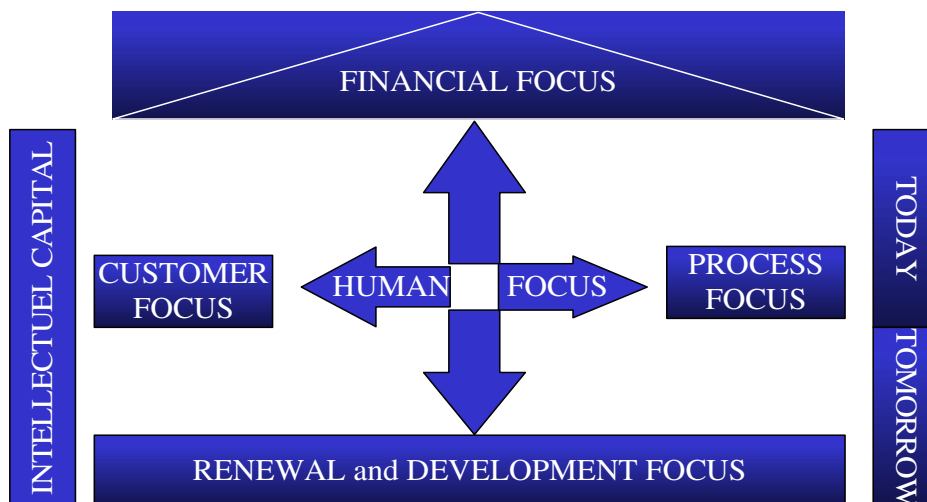 FINANCIAL FOCUS
INTELLECTUEL CAPITAL
TODAY
CUSTOMER
FOCUS
HUMAN FOCUS
PROCESS
FOCUS
TOMORROW
RENEWAL and DEVELOPMENT FOCUS